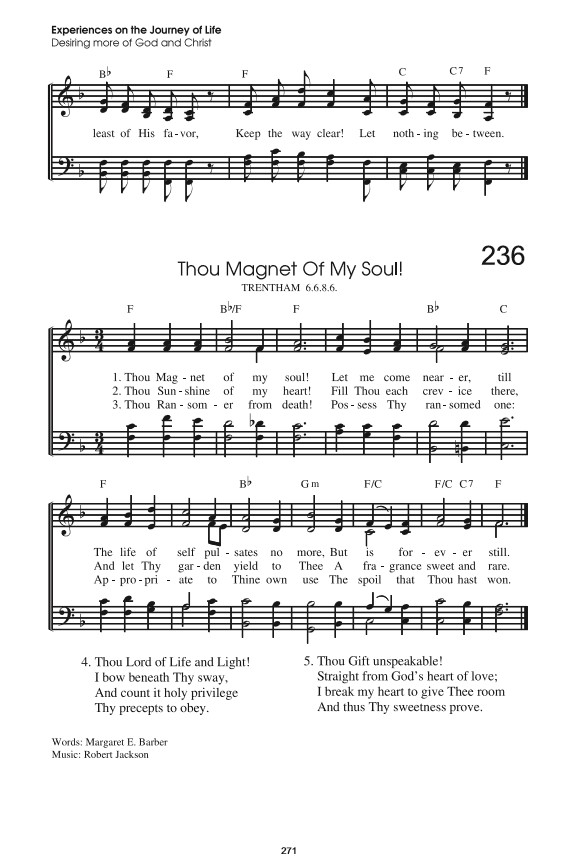 Experiences on the Journey of Life
Desiring more of God and Christ
B♭ F F C C7 F
least of His fa-vor, Keep the way clear! Let noth-ing be-tween.
236
Thou Magnet Of My Soul!
TRENTHAM 6.6.8.6.
F B♭/F F B♭ C
3
4
1. Thou Mag-net of my soul! Let me come near-er, till
2. Thou Sun-shine of my heart! Fill Thou each crev-ice there,
3. Thou Ran-som-er from death! Pos-sess Thy ran-somed one:
3
4
F B♭ Gm F/C F/C C7 F
The life of self pul-sates no more, But is for-ev-er still.
And let Thy gar-den yield to Thee A fra-grance sweet and rare.
Ap-pro-pri-ate to Thine own use The spoil that Thou hast won.
4. Thou Lord of Life and Light!
I bow beneath Thy sway,
And count it holy privilege
Thy precepts to obey.
5. Thou Gift unspeakable!
Straight from God's heart of love;
I break my heart to give Thee room
And thus Thy sweetness prove.
Words: Margaret E. Barber
Music: Robert Jackson
271